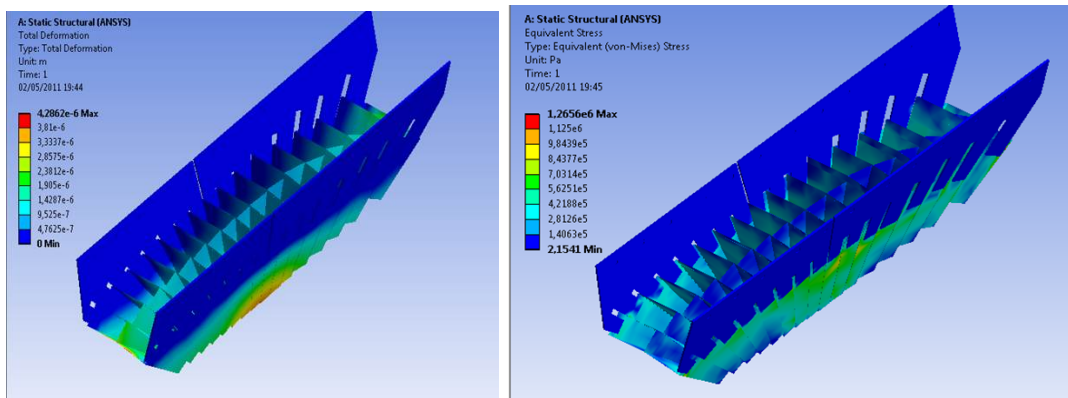 A: Static Structural (ANSYS)
Total Deformation
Type: Total Deformation
Unit: m
Time: 1
02/05/2011 19:44
4,2862e-6 Max
3,81e-6
3,3337e-6
2,8575e-6
2,3812e-6
1,905e-6
1,4287e-6
9,525e-7
4,7625e-7
0 Min
A: Static Structural (ANSYS)
Equivalent Stress
Type: Equivalent (von-Mises) Stress
Unit: Pa
Time: 1
02/05/2011 19:45
1,2656e6 Max
1,125e6
9,8439e5
8,4377e5
7,0314e5
5,6251e5
4,2188e5
2,8126e5
1,4063e5
2,1541 Min